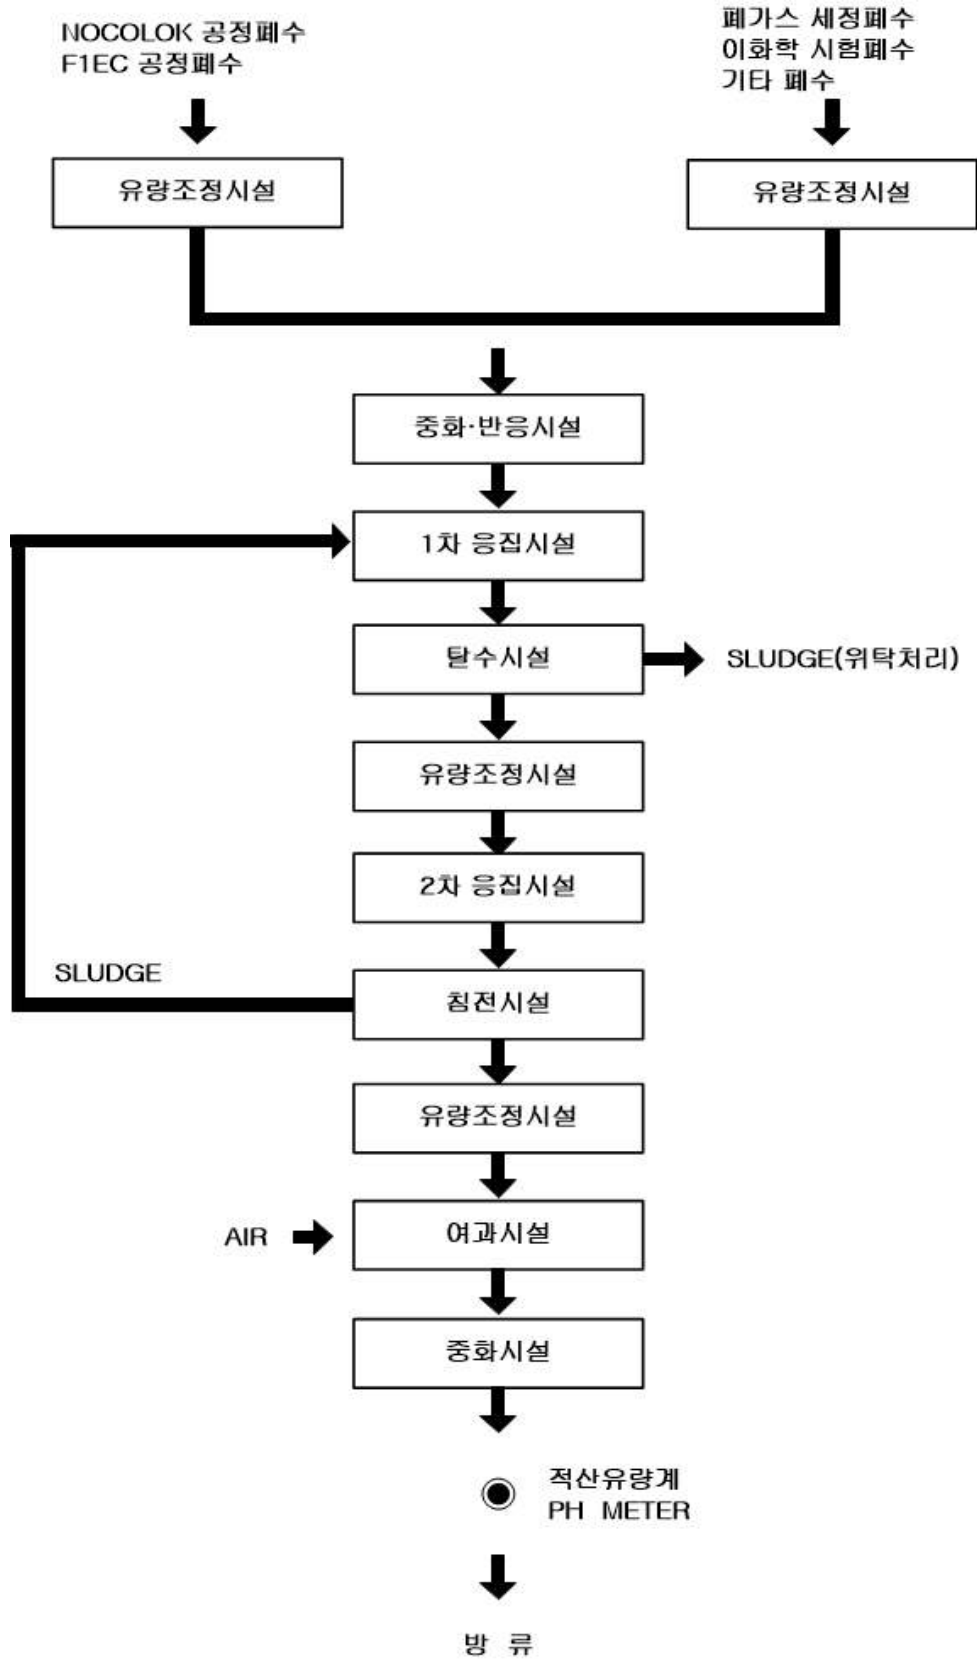 NOCOLOK 공정폐수
F1EC 공정폐수
폐가스 세정폐수
이화학 시험폐수
기타 폐수
유량조정시설
유량조정시설
중화·반응시설
1차 응집시설
탈수시설
SLUDGE(위탁처리)
유량조정시설
2차 응집시설
SLUDGE
침전시설
유량조정시설
AIR
여과시설
중화시설
적산유량계
PH METER
방 류